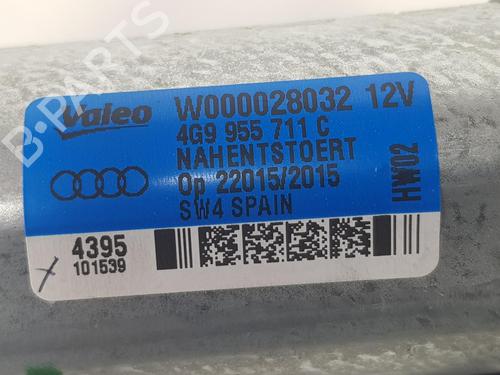 Valeo W000028032 12V
4G9 955 711 C
NAHENTSTOERT
Op 22015/2015
SW4 SPAIN
HW02
4395
101539
B-PARTS